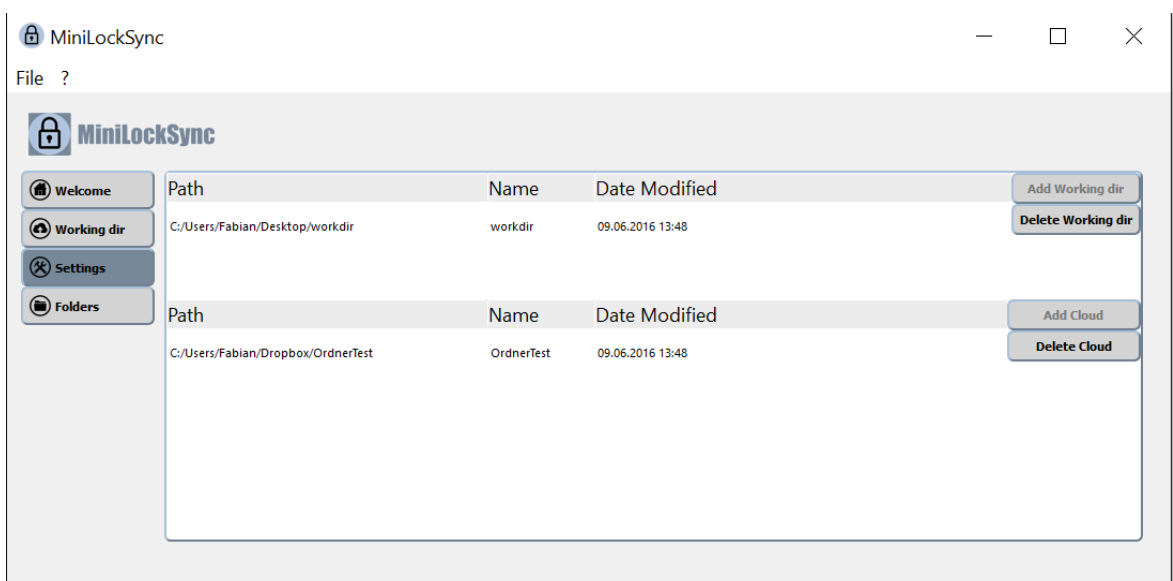 MiniLockSync
File ?
MiniLockSync
Welcome
Working dir
Settings
Folders
Path Name Date Modified
Add Working dir
C:/Users/Fabian/Desktop/workdir workdir 09.06.2016 13:48
Delete Working dir
Path Name Date Modified
Add Cloud
C:/Users/Fabian/Dropbox/OrdnerTest OrdnerTest 09.06.2016 13:48
Delete Cloud